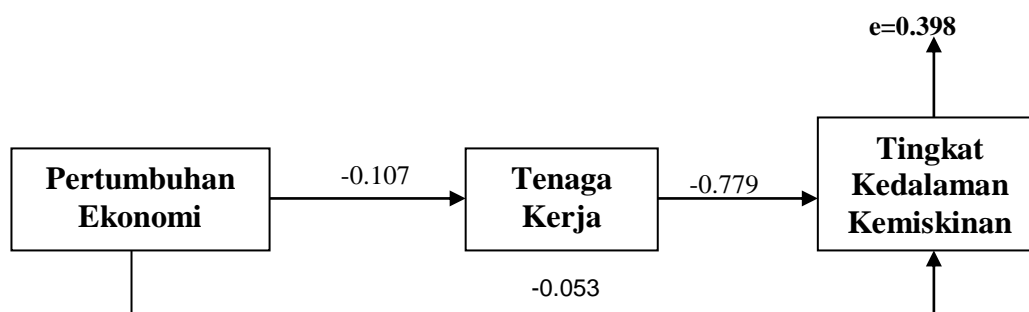 e=0.398
Pertumbuhan
Ekonomi
-0.107
Tenaga
Kerja
-0.779
Tingkat
Kedalaman
Kemiskinan
-0.053